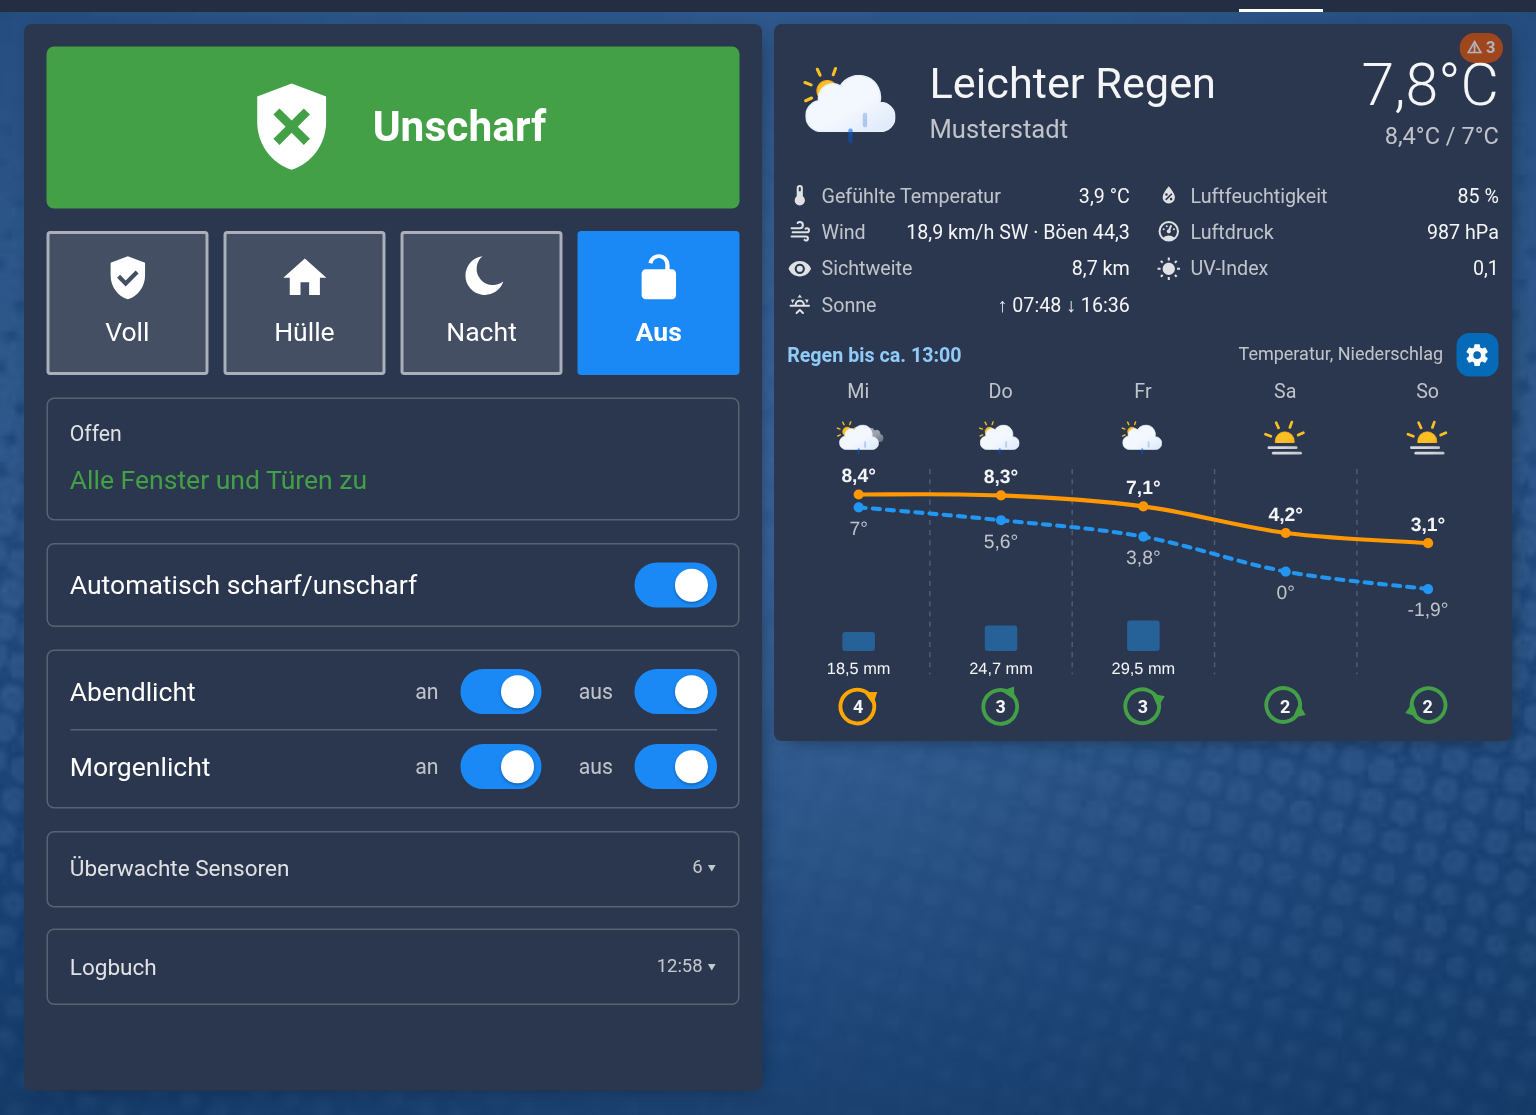 Unscharf
Voll
Hülle
Nacht
Aus
Offen
Alle Fenster und Türen zu
Automatisch scharf/unscharf
Abendlicht an aus
Morgenlicht an aus
Überwachte Sensoren 6 ▾
Logbuch 12:58 ▾
⚠ 3
Leichter Regen 7,8°C
Musterstadt 8,4°C / 7°C
Gefühlte Temperatur 3,9 °C Luftfeuchtigkeit 85 %
Wind 18,9 km/h SW · Böen 44,3 Luftdruck 987 hPa
Sichtweite 8,7 km UV-Index 0,1
Sonne ↑ 07:48 ↓ 16:36
Regen bis ca. 13:00 Temperatur, Niederschlag
Mi Do Fr Sa So
8,4° 8,3° 7,1° 4,2° 3,1°
7° 5,6° 3,8° 0° -1,9°
18,5 mm 24,7 mm 29,5 mm
4 3 3 2 2